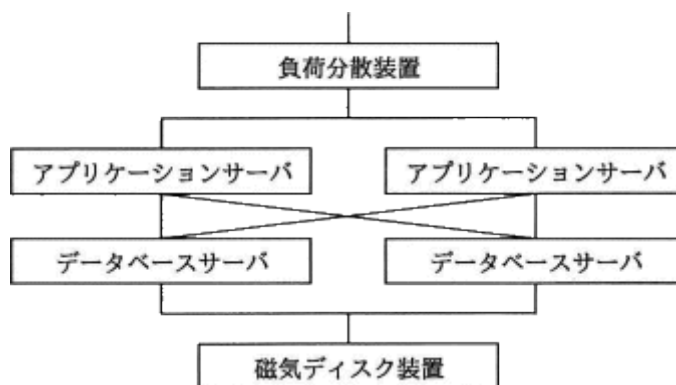 負荷分散装置
アプリケーションサーバ
アプリケーションサーバ
データベースサーバ
データベースサーバ
磁気ディスク装置